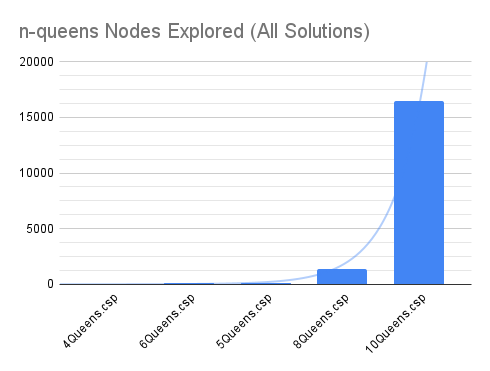 n-queens Nodes Explored (All Solutions)
20000
15000
10000
5000
0
4Queens.csp
6Queens.csp
5Queens.csp
8Queens.csp
10Queens.csp